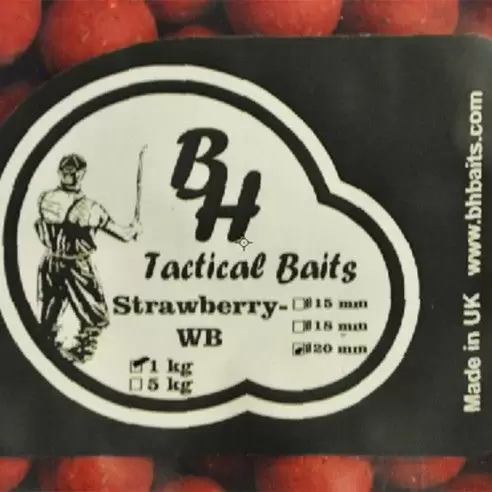 BH
Tactical Baits
Strawberry-
WB
15 mm
18 mm
20 mm
1 kg
5 kg
Made in UK www.bhbaits.com